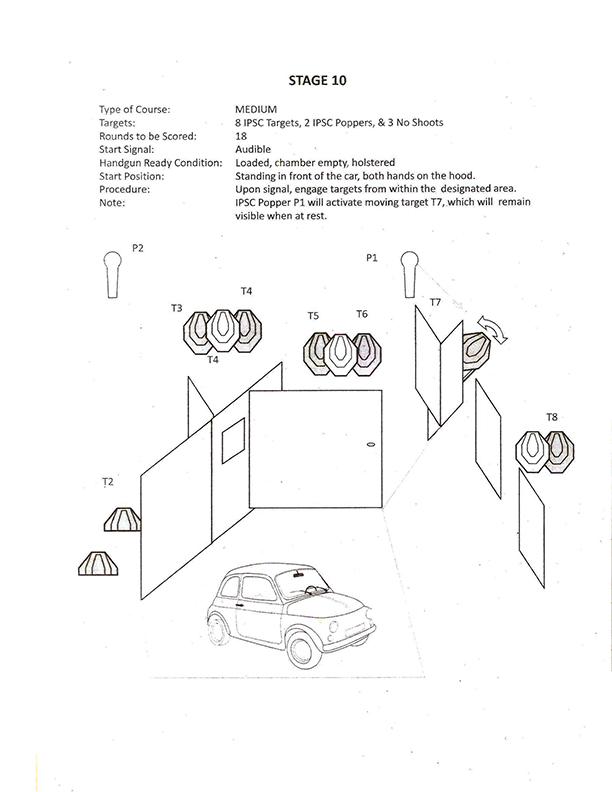 STAGE 10
Type of Course: MEDIUM
Targets: 8 IPSC Targets, 2 IPSC Poppers, & 3 No Shoots
Rounds to be Scored: 18
Start Signal: Audible
Handgun Ready Condition: Loaded, chamber empty, holstered
Start Position: Standing in front of the car, both hands on the hood.
Procedure: Upon signal, engage targets from within the designated area.
Note: IPSC Popper P1 will activate moving target T7, which will remain
visible when at rest.
P2
P1
T4
T7
T3
T5
T6
T4
T8
T2